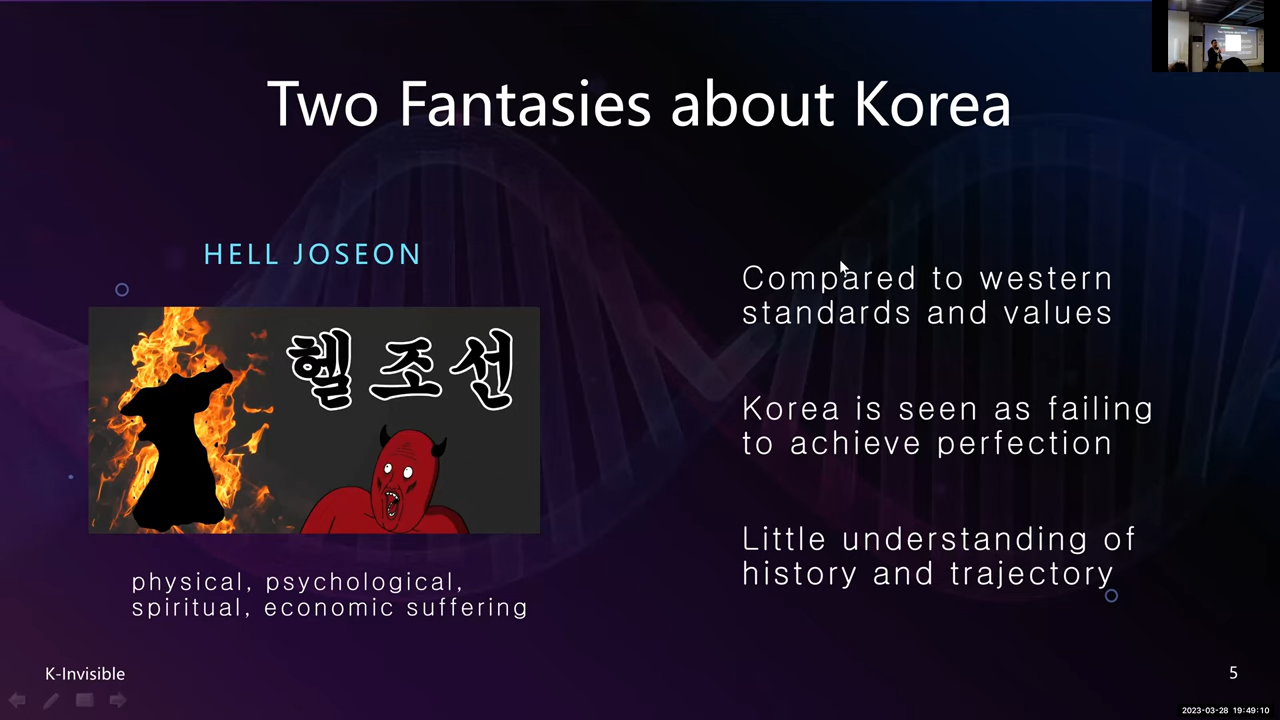 Two Fantasies about Korea
HELL JOSEON
헬 조선
physical, psychological,
spiritual, economic suffering
Compared to western
standards and values
Korea is seen as failing
to achieve perfection
Little understanding of
history and trajectory
K-Invisible
5
2023-03-28 19:49:10